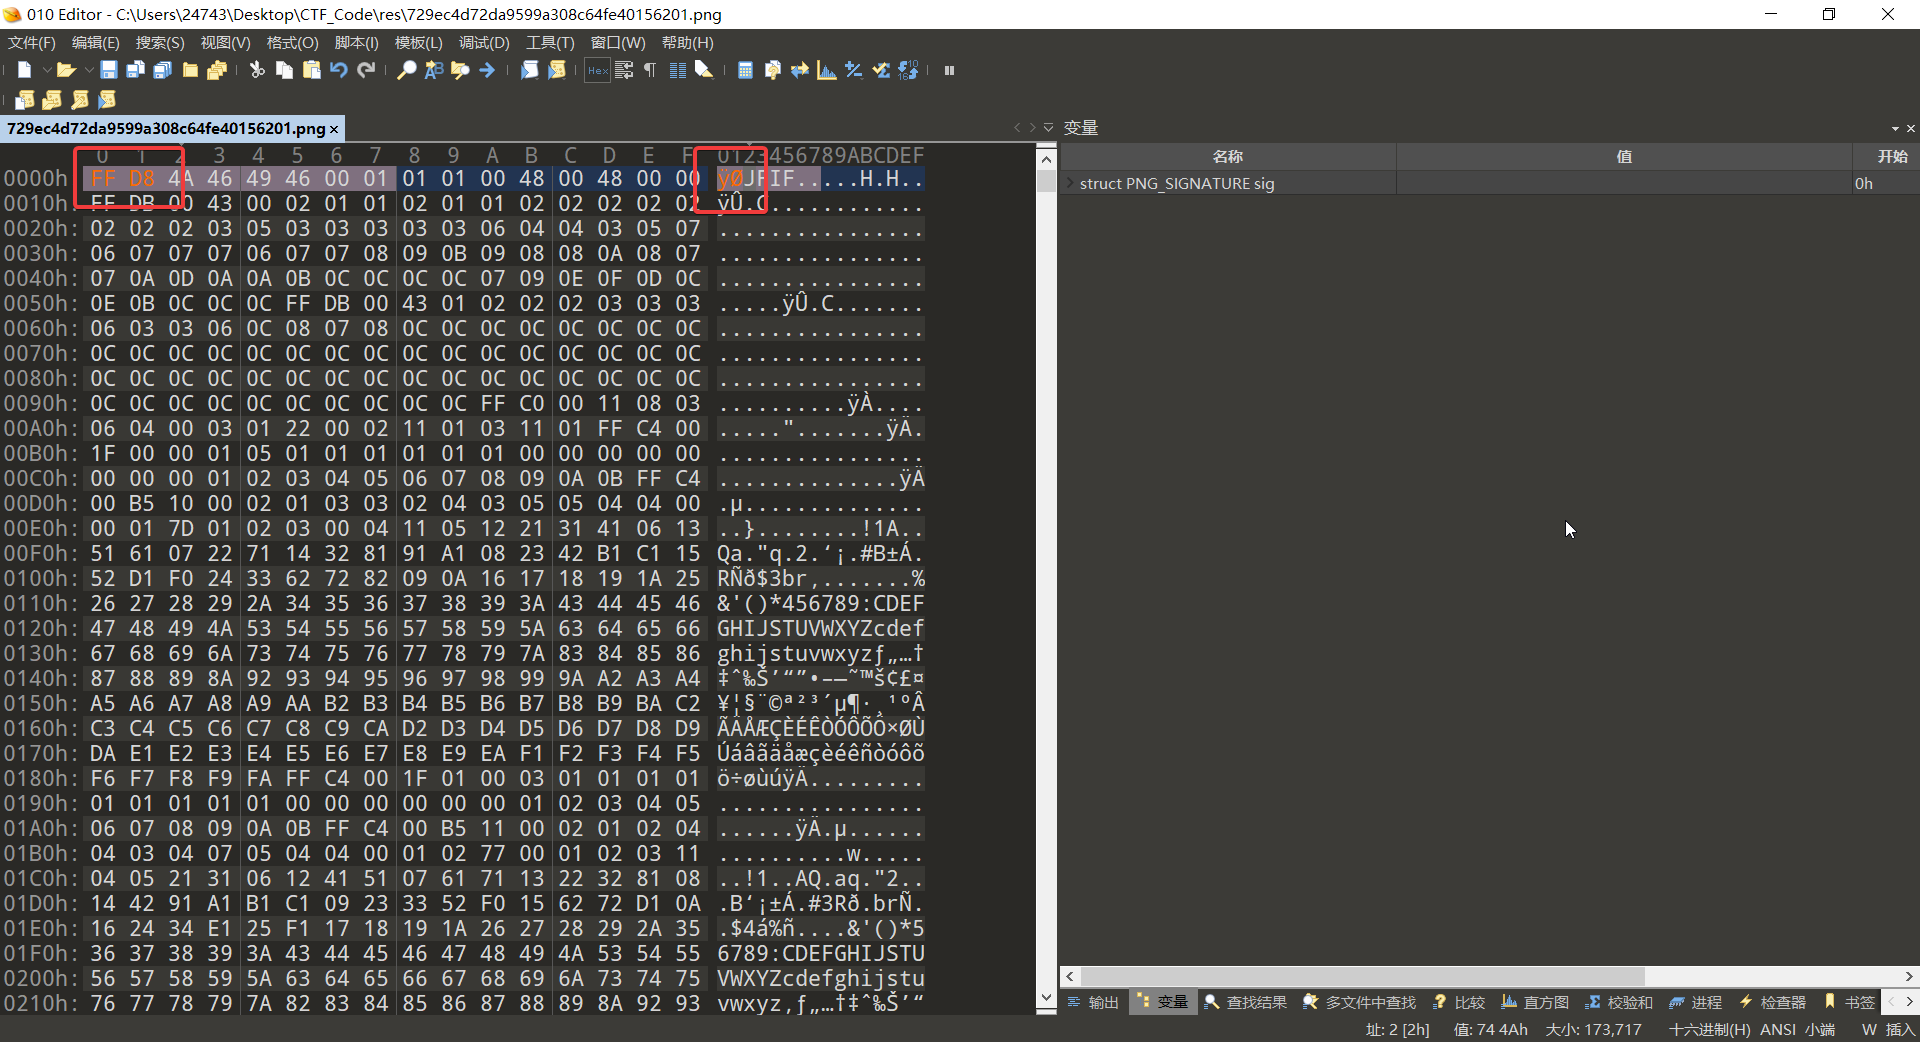 010 Editor - C:\Users\24743\Desktop\CTF_Code\res\729ec4d72da9599a308c64fe40156201.png
文件(F) 编辑(E) 搜索(S) 视图(V) 格式(O) 脚本(I) 模板(L) 调试(D) 工具(T) 窗口(W) 帮助(H)
729ec4d72da9599a308c64fe40156201.png
0 1 2 3 4 5 6 7 8 9 A B C D E F 0123456789ABCDEF
0000h: FF D8 4A 46 49 46 00 01 01 01 00 48 00 48 00 00 ÿØJFIF.....H.H..
0010h: FF DB 00 43 00 02 01 01 02 01 01 02 02 02 02 02 ÿÛ.C............
0020h: 02 02 02 03 05 03 03 03 03 03 06 04 04 03 05 07 ................
0030h: 06 07 07 07 06 07 07 08 09 0B 09 08 08 0A 08 07 ................
0040h: 07 0A 0D 0A 0A 0B 0C 0C 0C 0C 07 09 0E 0F 0D 0C ................
0050h: 0E 0B 0C 0C 0C FF DB 00 43 01 02 02 02 03 03 03 .....ÿÛ.C.......
0060h: 06 03 03 06 0C 08 07 08 0C 0C 0C 0C 0C 0C 0C 0C ................
0070h: 0C 0C 0C 0C 0C 0C 0C 0C 0C 0C 0C 0C 0C 0C 0C 0C ................
0080h: 0C 0C 0C 0C 0C 0C 0C 0C 0C 0C 0C 0C 0C 0C 0C 0C ................
0090h: 0C 0C 0C 0C 0C 0C 0C 0C 0C 0C FF C0 00 11 08 03 ..........ÿÀ....
00A0h: 06 04 00 03 01 22 00 02 11 01 03 11 01 FF C4 00 .....".......ÿÄ.
00B0h: 1F 00 00 01 05 01 01 01 01 01 01 00 00 00 00 00 ................
00C0h: 00 00 00 01 02 03 04 05 06 07 08 09 0A 0B FF C4 ..............ÿÄ
00D0h: 00 B5 10 00 02 01 03 03 02 04 03 05 05 04 04 00 .µ..............
00E0h: 00 01 7D 01 02 03 00 04 11 05 12 21 31 41 06 13 ..}........!1A..
00F0h: 51 61 07 22 71 14 32 81 91 A1 08 23 42 B1 C1 15 Qa."q.2.‘¡.#B±Á.
0100h: 52 D1 F0 24 33 62 72 82 09 0A 16 17 18 19 1A 25 RÑð$3br‚.......%
0110h: 26 27 28 29 2A 34 35 36 37 38 39 3A 43 44 45 46 &'()*456789:CDEF
0120h: 47 48 49 4A 53 54 55 56 57 58 59 5A 63 64 65 66 GHIJSTUVWXYZcdef
0130h: 67 68 69 6A 73 74 75 76 77 78 79 7A 83 84 85 86 ghijstuvwxyzƒ„…†
0140h: 87 88 89 8A 92 93 94 95 96 97 98 99 9A A2 A3 A4 ‡ˆ‰Š’“”•–—˜™š¢£¤
0150h: A5 A6 A7 A8 A9 AA B2 B3 B4 B5 B6 B7 B8 B9 BA C2 ¥¦§¨©ª²³´µ¶·¸¹ºÂ
0160h: C3 C4 C5 C6 C7 C8 C9 CA D2 D3 D4 D5 D6 D7 D8 D9 ÃÄÅÆÇÈÉÊÒÓÔÕÖ×ØÙ
0170h: DA E1 E2 E3 E4 E5 E6 E7 E8 E9 EA F1 F2 F3 F4 F5 Úáâãäåæçèéêñòóôõ
0180h: F6 F7 F8 F9 FA FF C4 00 1F 01 00 03 01 01 01 01 ö÷øùúÿÄ.........
0190h: 01 01 01 01 01 00 00 00 00 00 00 01 02 03 04 05 ................
01A0h: 06 07 08 09 0A 0B FF C4 00 B5 11 00 02 01 02 04 ......ÿÄ.µ......
01B0h: 04 03 04 07 05 04 04 00 01 02 77 00 01 02 03 11 ..........w.....
01C0h: 04 05 21 31 06 12 41 51 07 61 71 13 22 32 81 08 ..!1..AQ.aq."2..
01D0h: 14 42 91 A1 B1 C1 09 23 33 52 F0 15 62 72 D1 0A .B‘¡±Á.#3Rð.brÑ.
01E0h: 16 24 34 E1 25 F1 17 18 19 1A 26 27 28 29 2A 35 .$4á%ñ....&'()*5
01F0h: 36 37 38 39 3A 43 44 45 46 47 48 49 4A 53 54 55 6789:CDEFGHIJSTU
0200h: 56 57 58 59 5A 63 64 65 66 67 68 69 6A 73 74 75 VWXYZcdefghijstu
0210h: 76 77 78 79 7A 82 83 84 85 86 87 88 89 8A 92 93 vwxyz‚ƒ„…†‡ˆ‰Š’“
变量
名称 值 开始
struct PNG_SIGNATURE sig 0h
输出 变量 查找结果 多文件中查找 比较 直方图 校验和 进程 检查器 书签
址: 2 [2h] 值: 74 4Ah 大小: 173,717 十六进制(H) ANSI 小端 W 插入